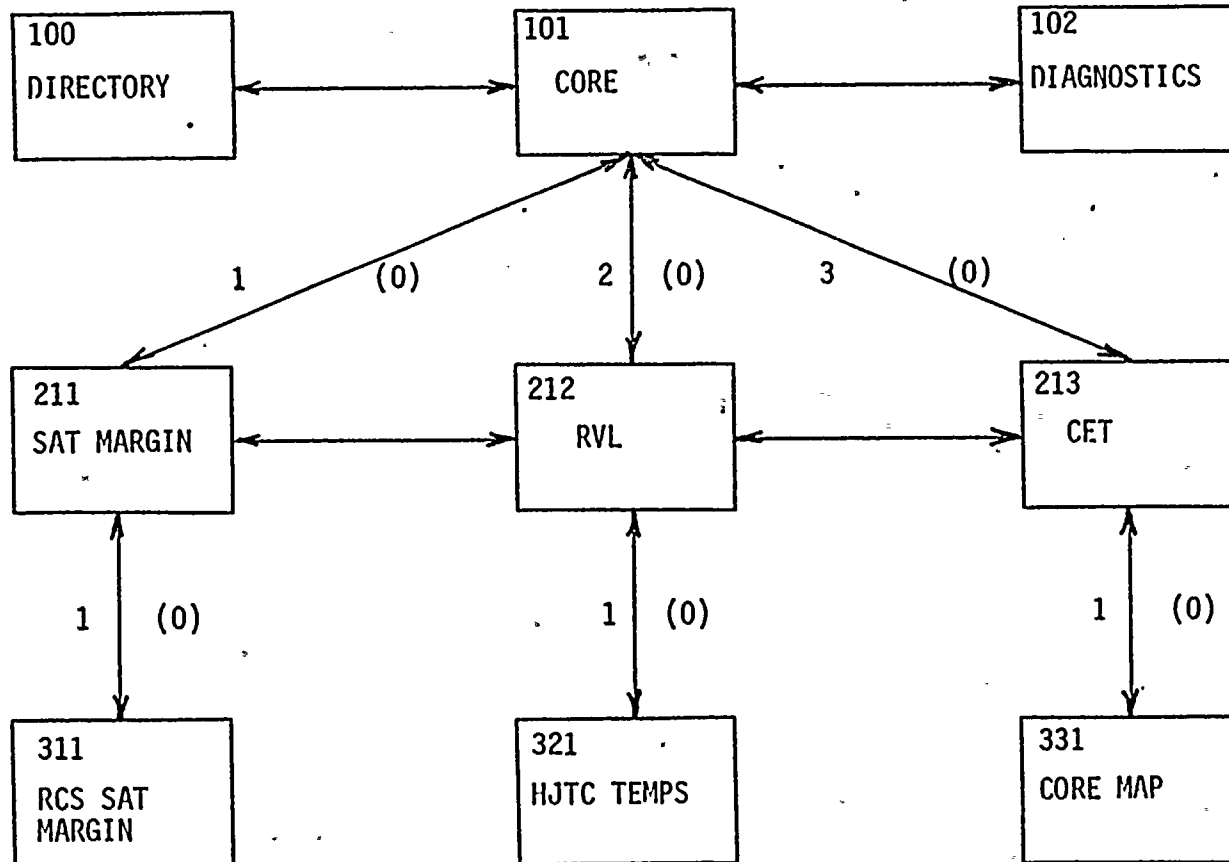 100
DIRECTORY
101
CORE
102
DIAGNOSTICS
1 (0) 2 (0) 3 (0)
211
SAT MARGIN
212
RVL
213
CET
1 (0)
1 (0)
1 (0)
311
RCS SAT
MARGIN
321
HJTC TEMPS
331
CORE MAP